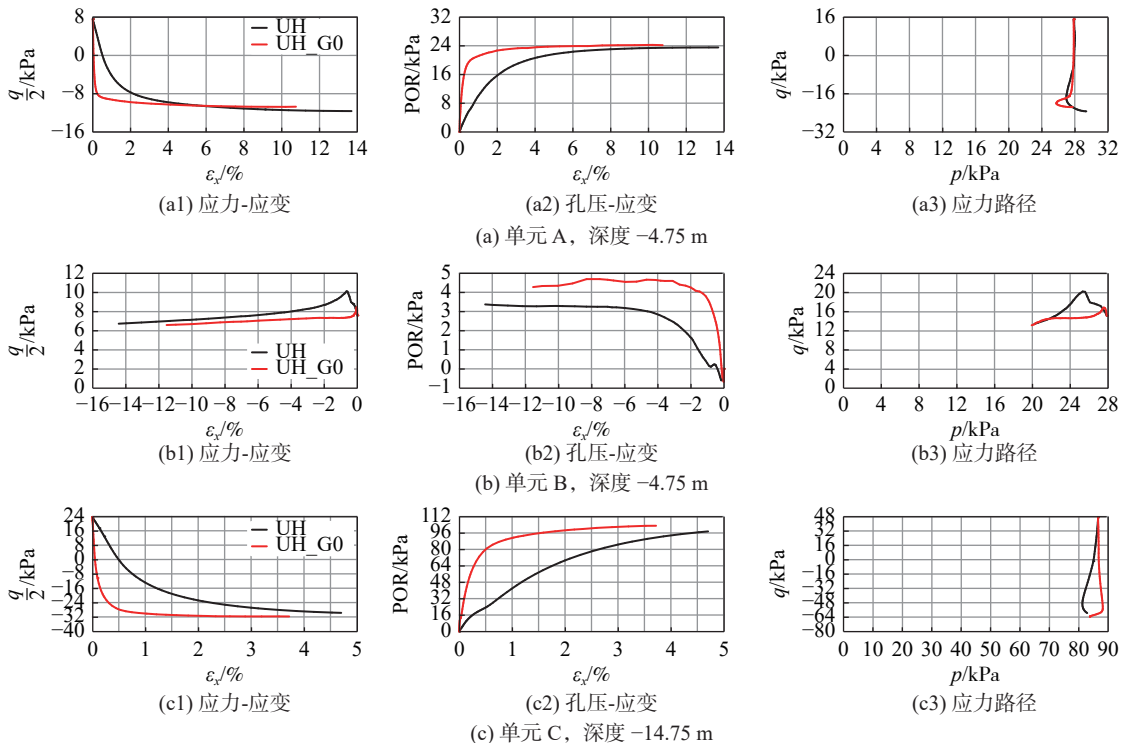 8
0
−8
−16
q/2 /kPa
UH
UH_G0
0 2 4 6 8 10 12 14
εx/%
(a1) 应力-应变
32
24
16
8
0
POR/kPa
0 2 4 6 8 10 12 14
εx/%
(a2) 孔压-应变
16
0
−16
−32
q/kPa
0 4 8 12 16 20 24 28 32
p/kPa
(a3) 应力路径
(a) 单元 A，深度 −4.75 m
12
10
8
6
4
2
0
q/2 /kPa
UH
UH_G0
−16 −14 −12 −10 −8 −6 −4 −2 0
εx/%
(b1) 应力-应变
5
4
3
2
1
0
−1
POR/kPa
−16 −14 −12 −10 −8 −6 −4 −2 0
εx/%
(b2) 孔压-应变
24
20
16
12
8
4
0
q/kPa
0 4 8 12 16 20 24 28
p/kPa
(b3) 应力路径
(b) 单元 B，深度 −4.75 m
24
16
8
0
−8
−16
−24
−32
−40
q/2 /kPa
UH
UH_G0
0 1 2 3 4 5
εx/%
(c1) 应力-应变
112
96
80
64
48
32
16
0
POR/kPa
0 1 2 3 4 5
εx/%
(c2) 孔压-应变
48
32
16
0
−16
−32
−48
−64
−80
q/kPa
0 10 20 30 40 50 60 70 80 90
p/kPa
(c3) 应力路径
(c) 单元 C，深度 −14.75 m